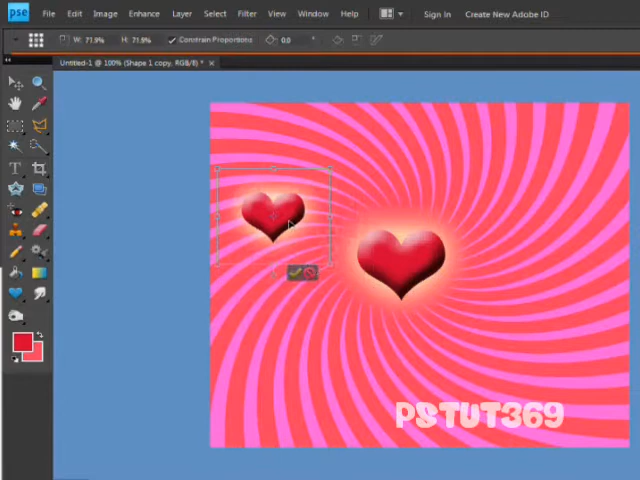 pse File Edit Image Enhance Layer Select Filter View Window Help Sign In Create New Adobe ID
W: 71.9% H: 71.9% Constrain Proportions 0.0 °
Untitled-1 @ 100% (Shape 1 copy, RGB/8) * ×
T
PSTUT369